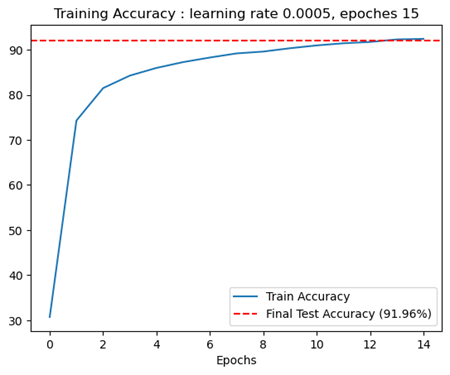 Training Accuracy : learning rate 0.0005, epoches 15
90
80
70
60
50
40
30
Train Accuracy
Final Test Accuracy (91.96%)
0 2 4 6 8 10 12 14
Epochs